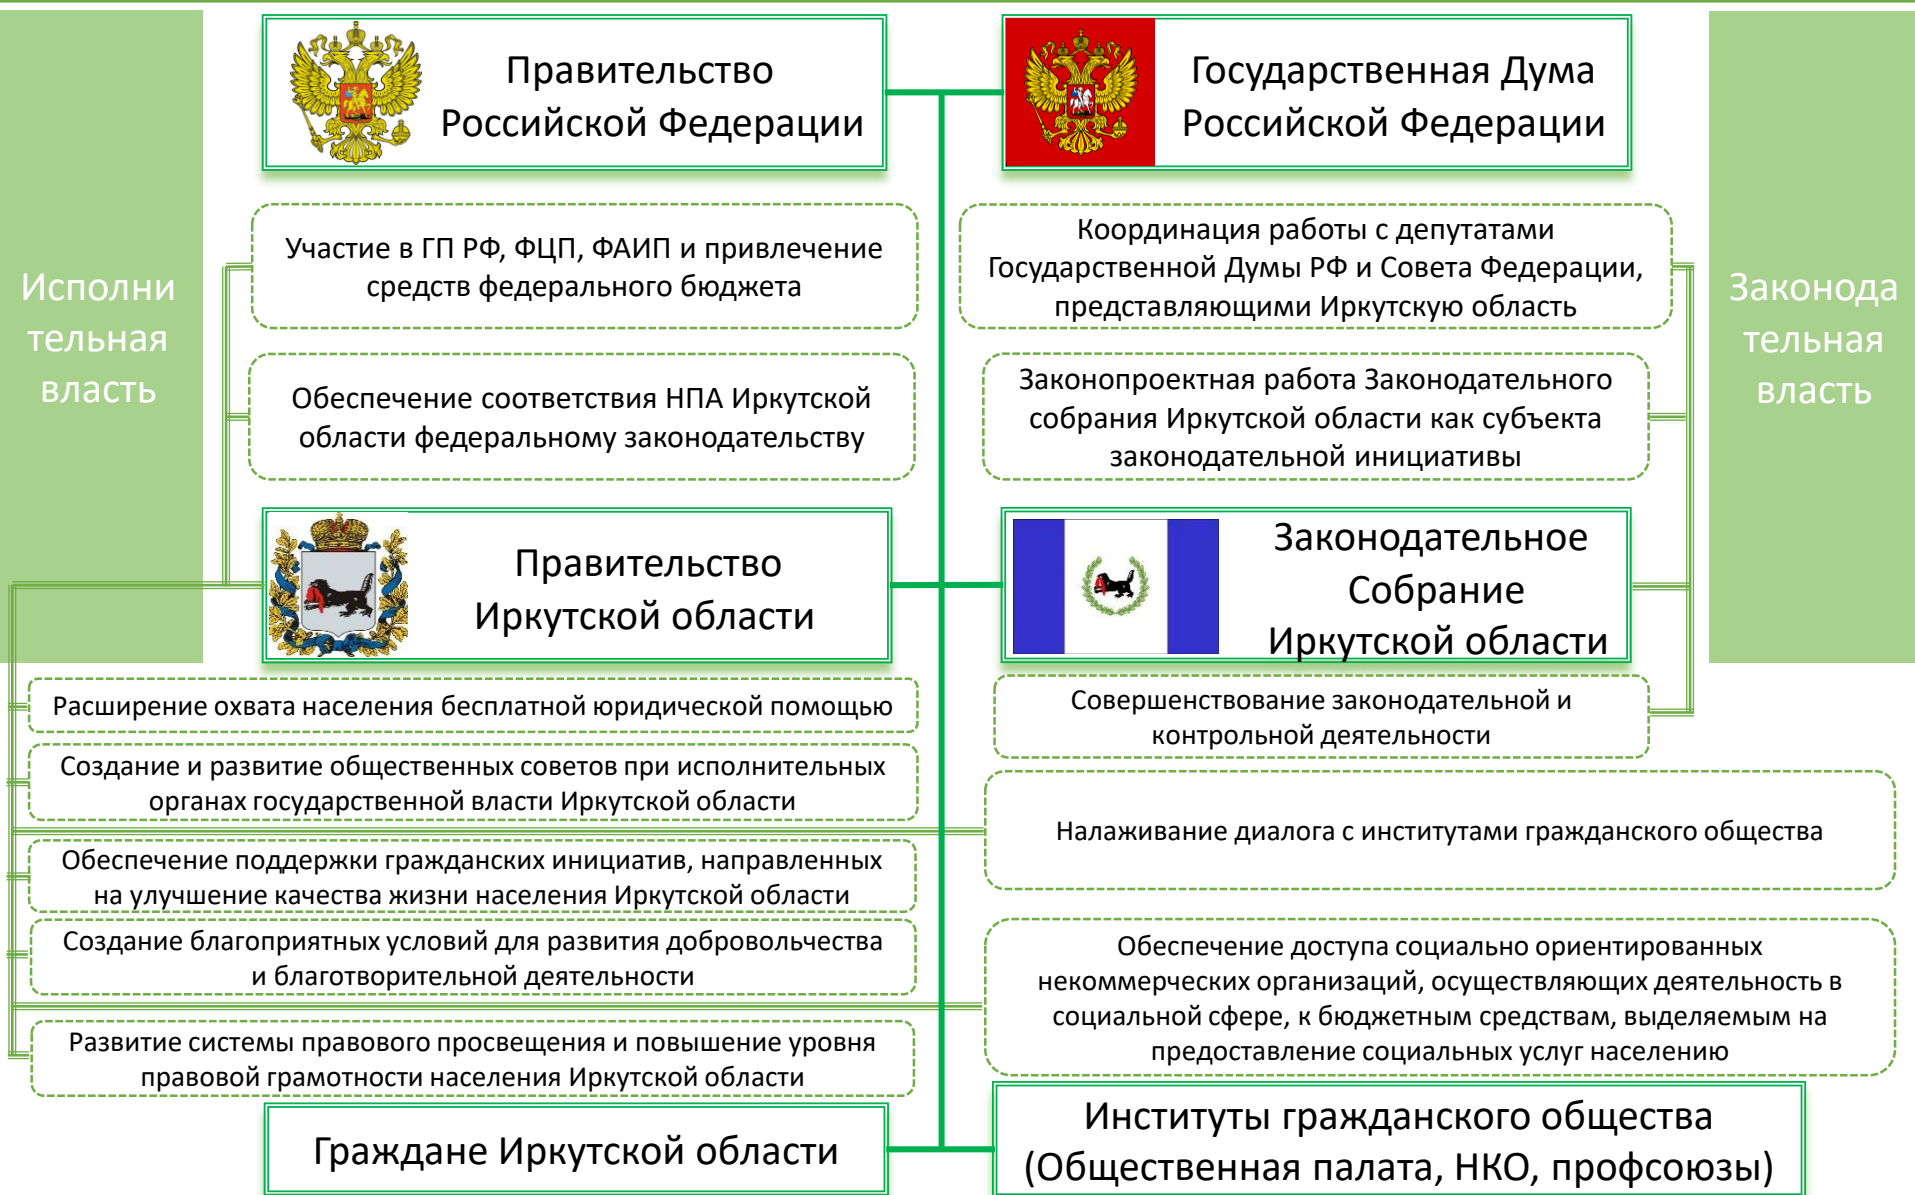 Правительство
Российской Федерации
Государственная Дума
Российской Федерации
Исполни
тельная
власть
Законода
тельная
власть
Участие в ГП РФ, ФЦП, ФАИП и привлечение
средств федерального бюджета
Координация работы с депутатами
Государственной Думы РФ и Совета Федерации,
представляющими Иркутскую область
Обеспечение соответствия НПА Иркутской
области федеральному законодательству
Законопроектная работа Законодательного
собрания Иркутской области как субъекта
законодательной инициативы
Правительство
Иркутской области
Законодательное
Собрание
Иркутской области
Расширение охвата населения бесплатной юридической помощью
Совершенствование законодательной и
контрольной деятельности
Создание и развитие общественных советов при исполнительных
органах государственной власти Иркутской области
Налаживание диалога с институтами гражданского общества
Обеспечение поддержки гражданских инициатив, направленных
на улучшение качества жизни населения Иркутской области
Создание благоприятных условий для развития добровольчества
и благотворительной деятельности
Обеспечение доступа социально ориентированных
некоммерческих организаций, осуществляющих деятельность в
социальной сфере, к бюджетным средствам, выделяемым на
предоставление социальных услуг населению
Развитие системы правового просвещения и повышение уровня
правовой грамотности населения Иркутской области
Граждане Иркутской области
Институты гражданского общества
(Общественная палата, НКО, профсоюзы)